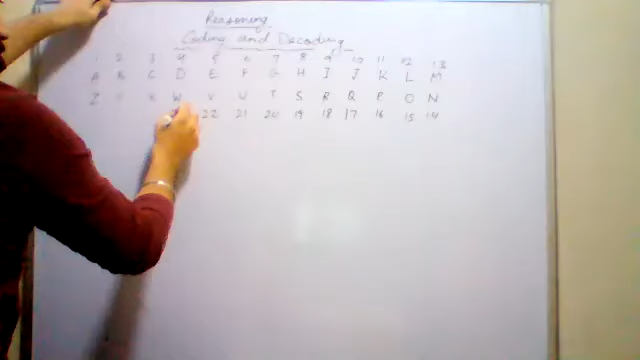 Reasoning
Coding and Decoding
1 2 3 4 5 6 7 8 9 10 11 12 13
A B C D E F G H I J K L M
Z Y X W V U T S R Q P O N
22 21 20 19 18 17 16 15 14